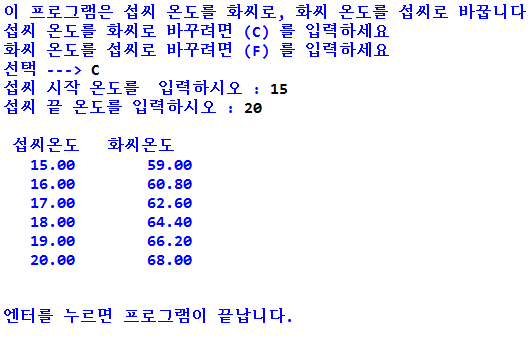 이 프로그램은 섭씨 온도를 화씨로, 화씨 온도를 섭씨로 바꿉니다
섭씨 온도를 화씨로 바꾸려면 (C) 를 입력하세요
화씨 온도를 섭씨로 바꾸려면 (F) 를 입력하세요
선택 ---> C
섭씨 시작 온도를  입력하시오 : 15
섭씨 끝 온도를 입력하시오 : 20
섭씨온도   화씨온도
15.00   59.00
16.00   60.80
17.00   62.60
18.00   64.40
19.00   66.20
20.00   68.00
엔터를 누르면 프로그램이 끝납니다.